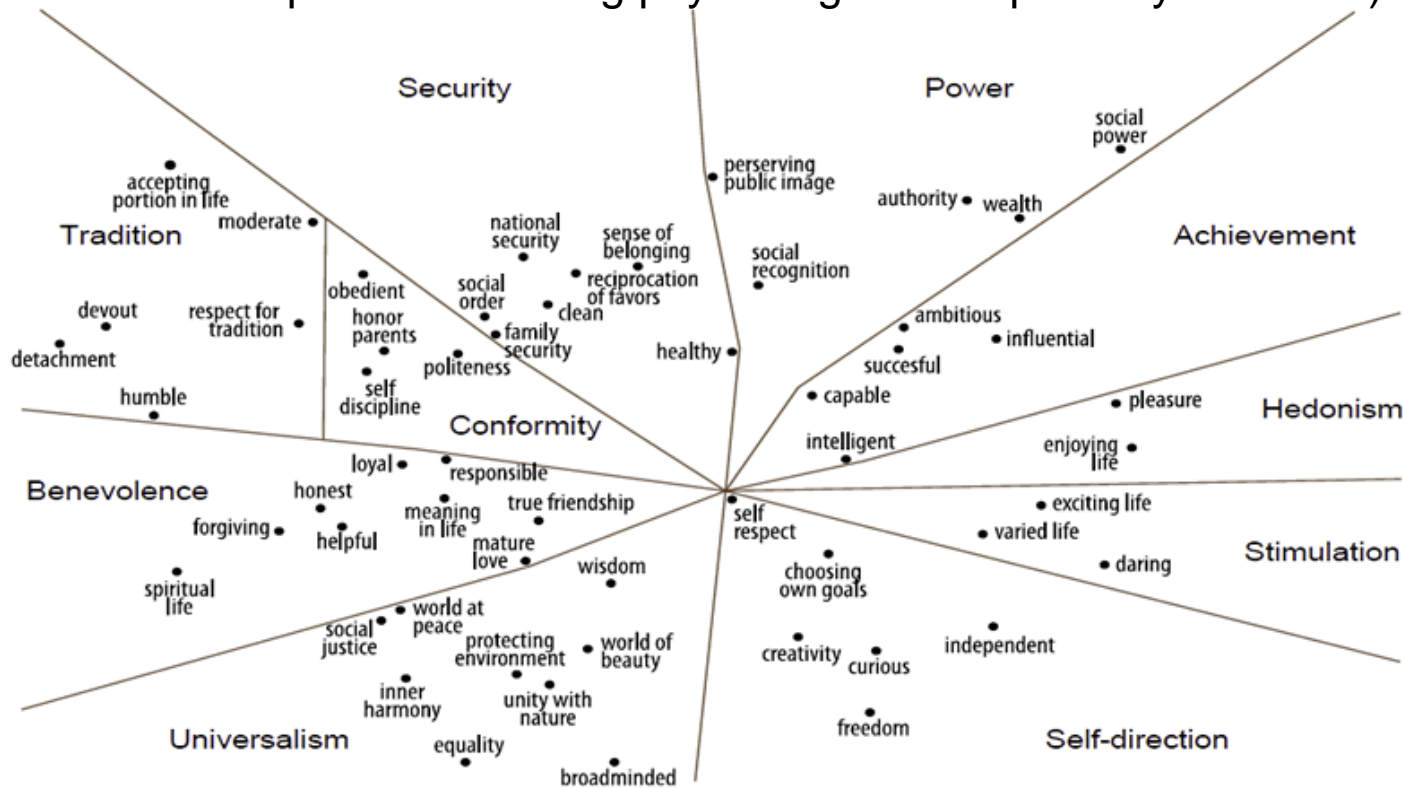 Security
Power
social
power
perserving
public image
accepting
portion in life
authority
wealth
moderate
national
security
sense of
belonging
Tradition
Achievement
social
recognition
obedient
social
order
reciprocation
of favors
clean
devout
respect for
tradition
honor
parents
ambitious
influential
detachment
family
security
healthy
politeness
succesful
self
discipline
humble
capable
pleasure
Hedonism
Conformity
intelligent
enjoying
life
loyal
responsible
Benevolence
honest
meaning
in life
true friendship
self
respect
exciting life
forgiving
helpful
varied life
mature
love
Stimulation
spiritual
life
wisdom
choosing
own goals
daring
world at
peace
social
justice
protecting
environment
world of
beauty
creativity
curious
independent
inner
harmony
unity with
nature
freedom
Universalism
equality
Self-direction
broadminded